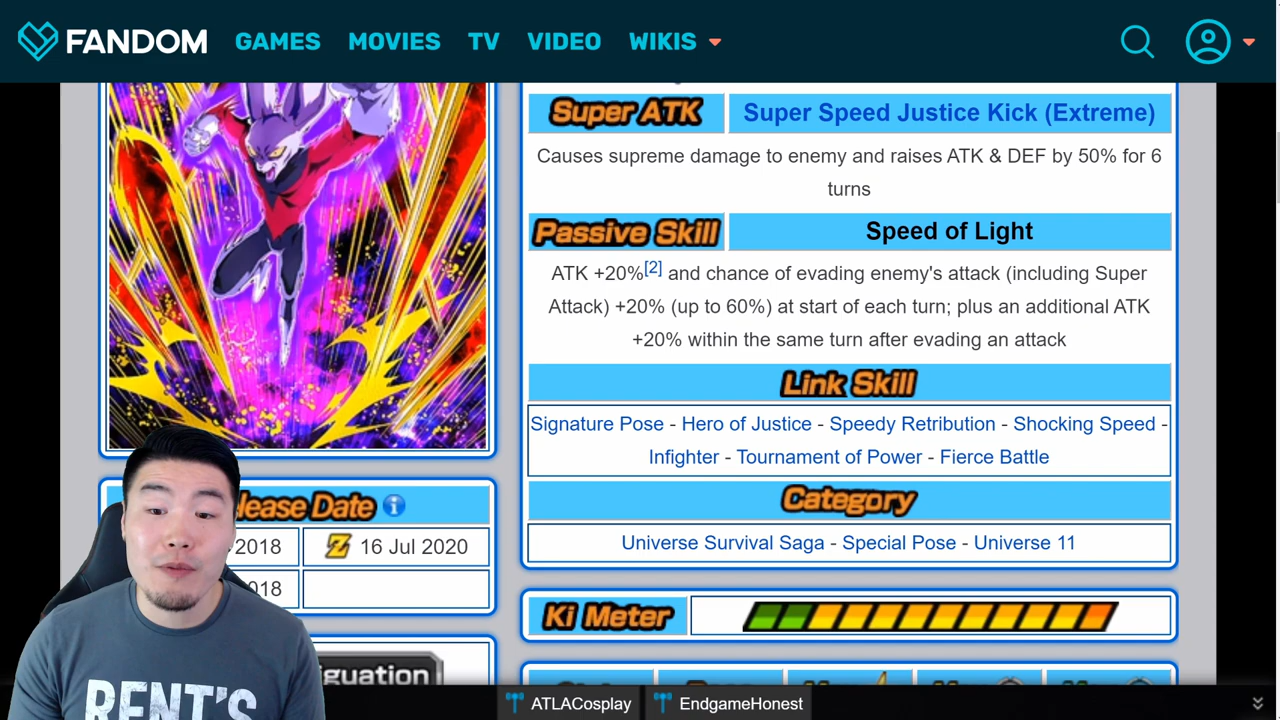 FANDOM GAMES MOVIES TV VIDEO WIKIS
Super ATK Super Speed Justice Kick (Extreme)
Causes supreme damage to enemy and raises ATK & DEF by 50% for 6
turns
Passive Skill Speed of Light
ATK +20%[2] and chance of evading enemy's attack (including Super
Attack) +20% (up to 60%) at start of each turn; plus an additional ATK
+20% within the same turn after evading an attack
Link Skill
Signature Pose - Hero of Justice - Speedy Retribution - Shocking Speed -
Infighter - Tournament of Power - Fierce Battle
Category
Universe Survival Saga - Special Pose - Universe 11
lease Date i
2018 Z 16 Jul 2020
018
Ki Meter
iguation
RENT'S
ATLACosplay EndgameHonest